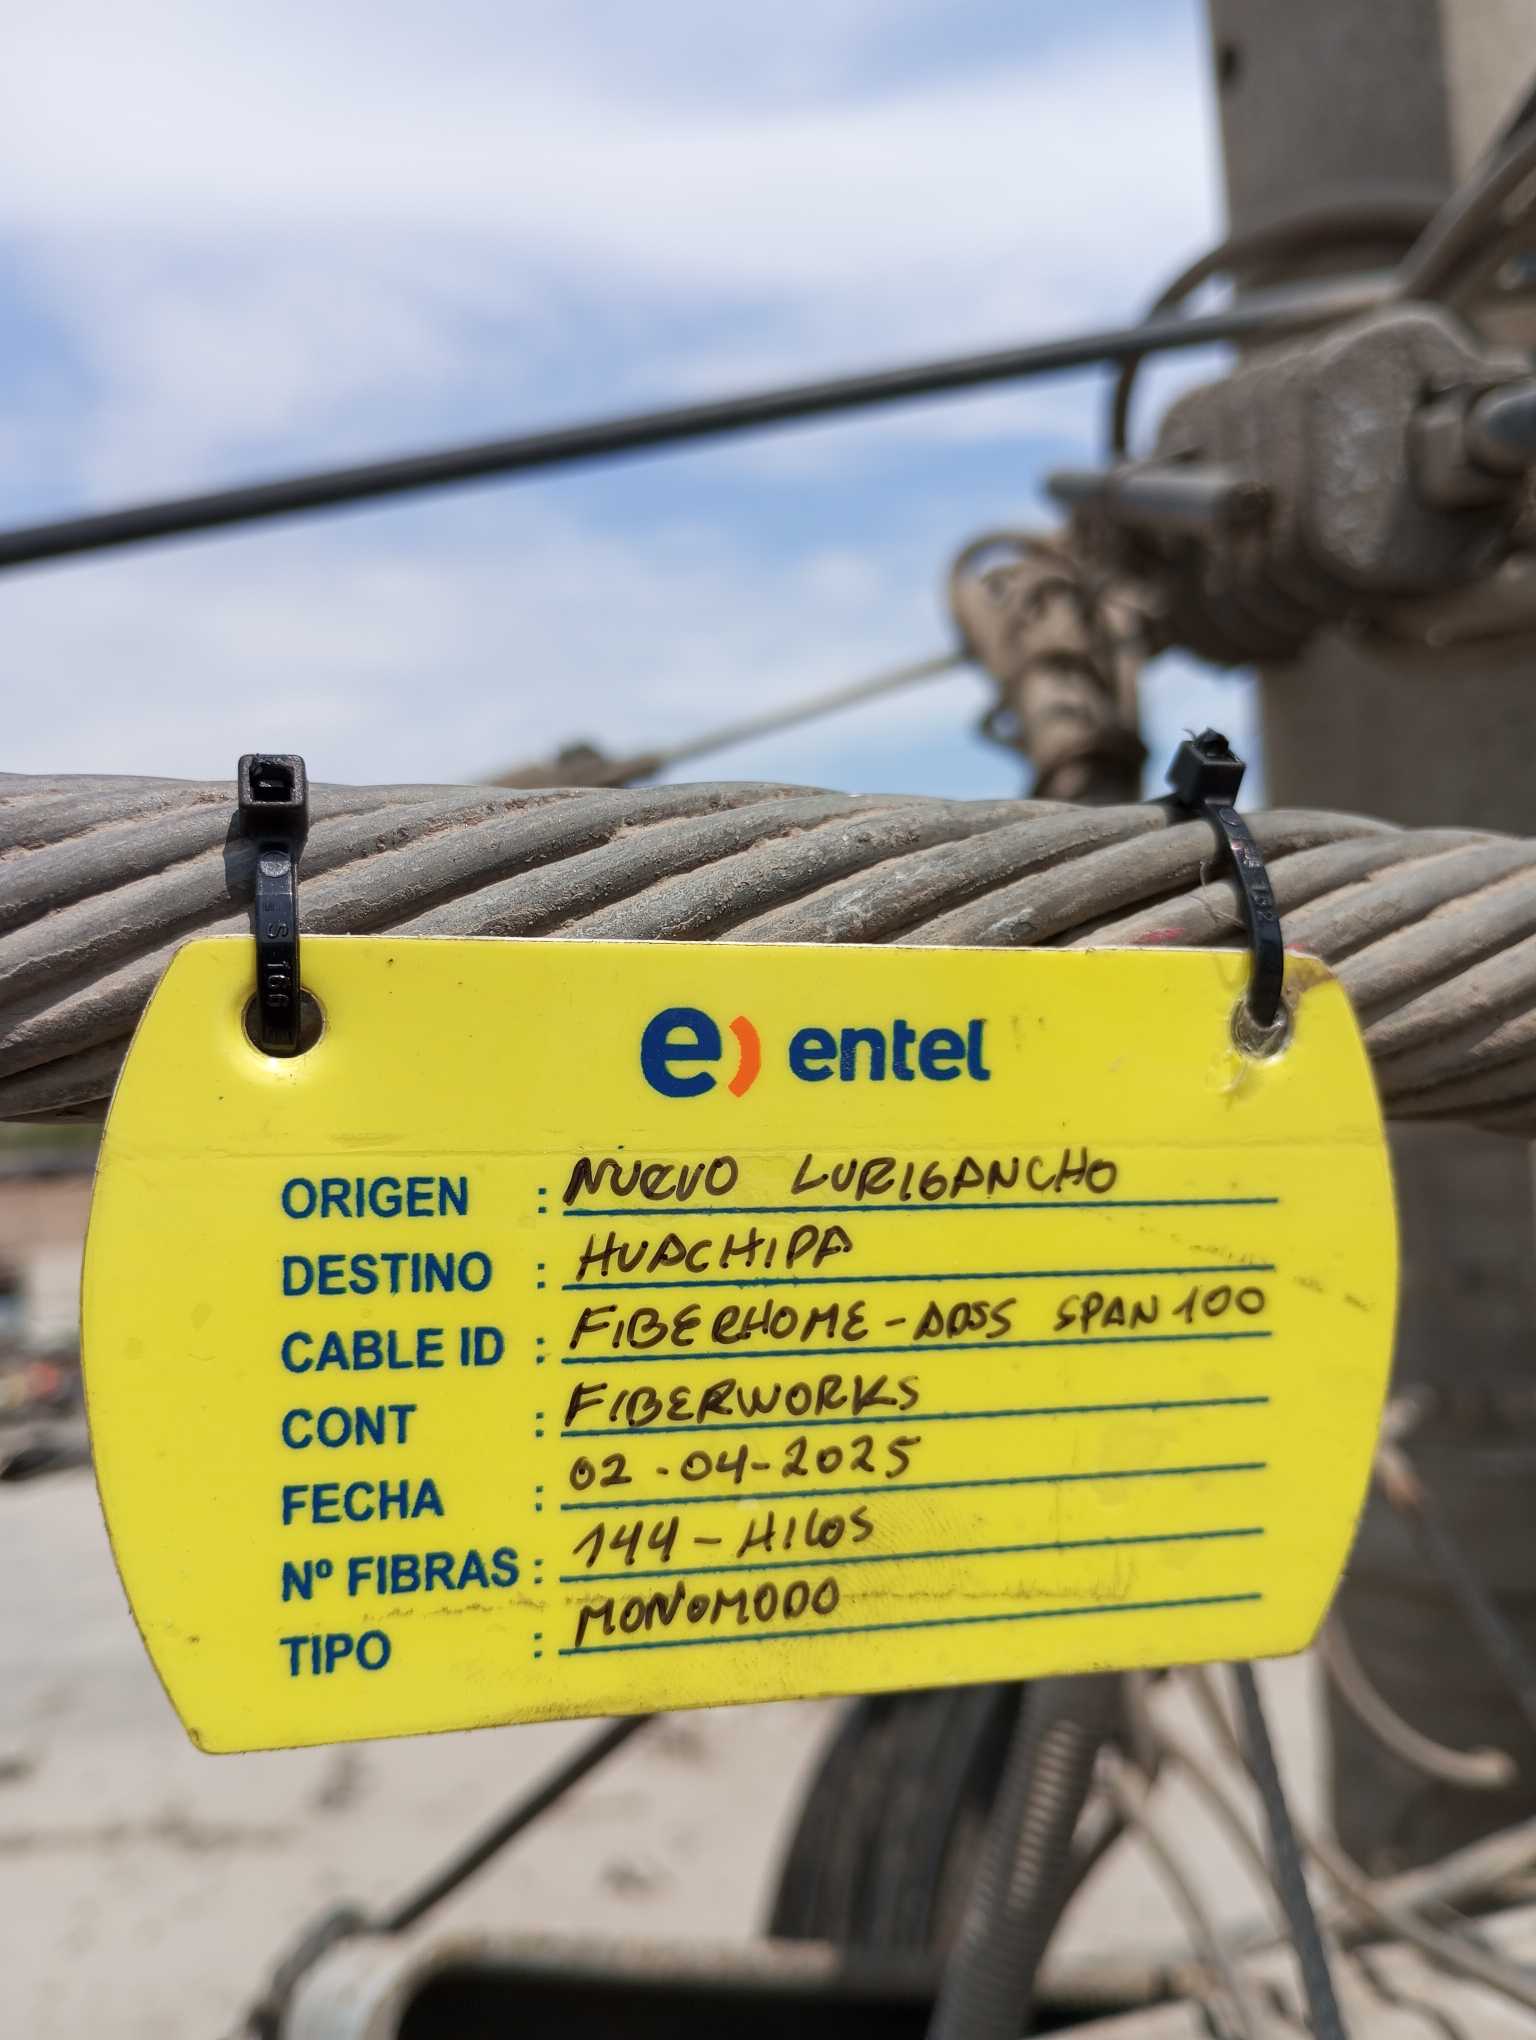 e) entel
ORIGEN : NUEVO LURIGANCHO
DESTINO : HUACHIPA
CABLE ID : FIBERHOME-ADSS SPAN 100
CONT : FIBERWORKS
FECHA : 02-04-2025
Nº FIBRAS : 144-HILOS
TIPO : MONOMODO